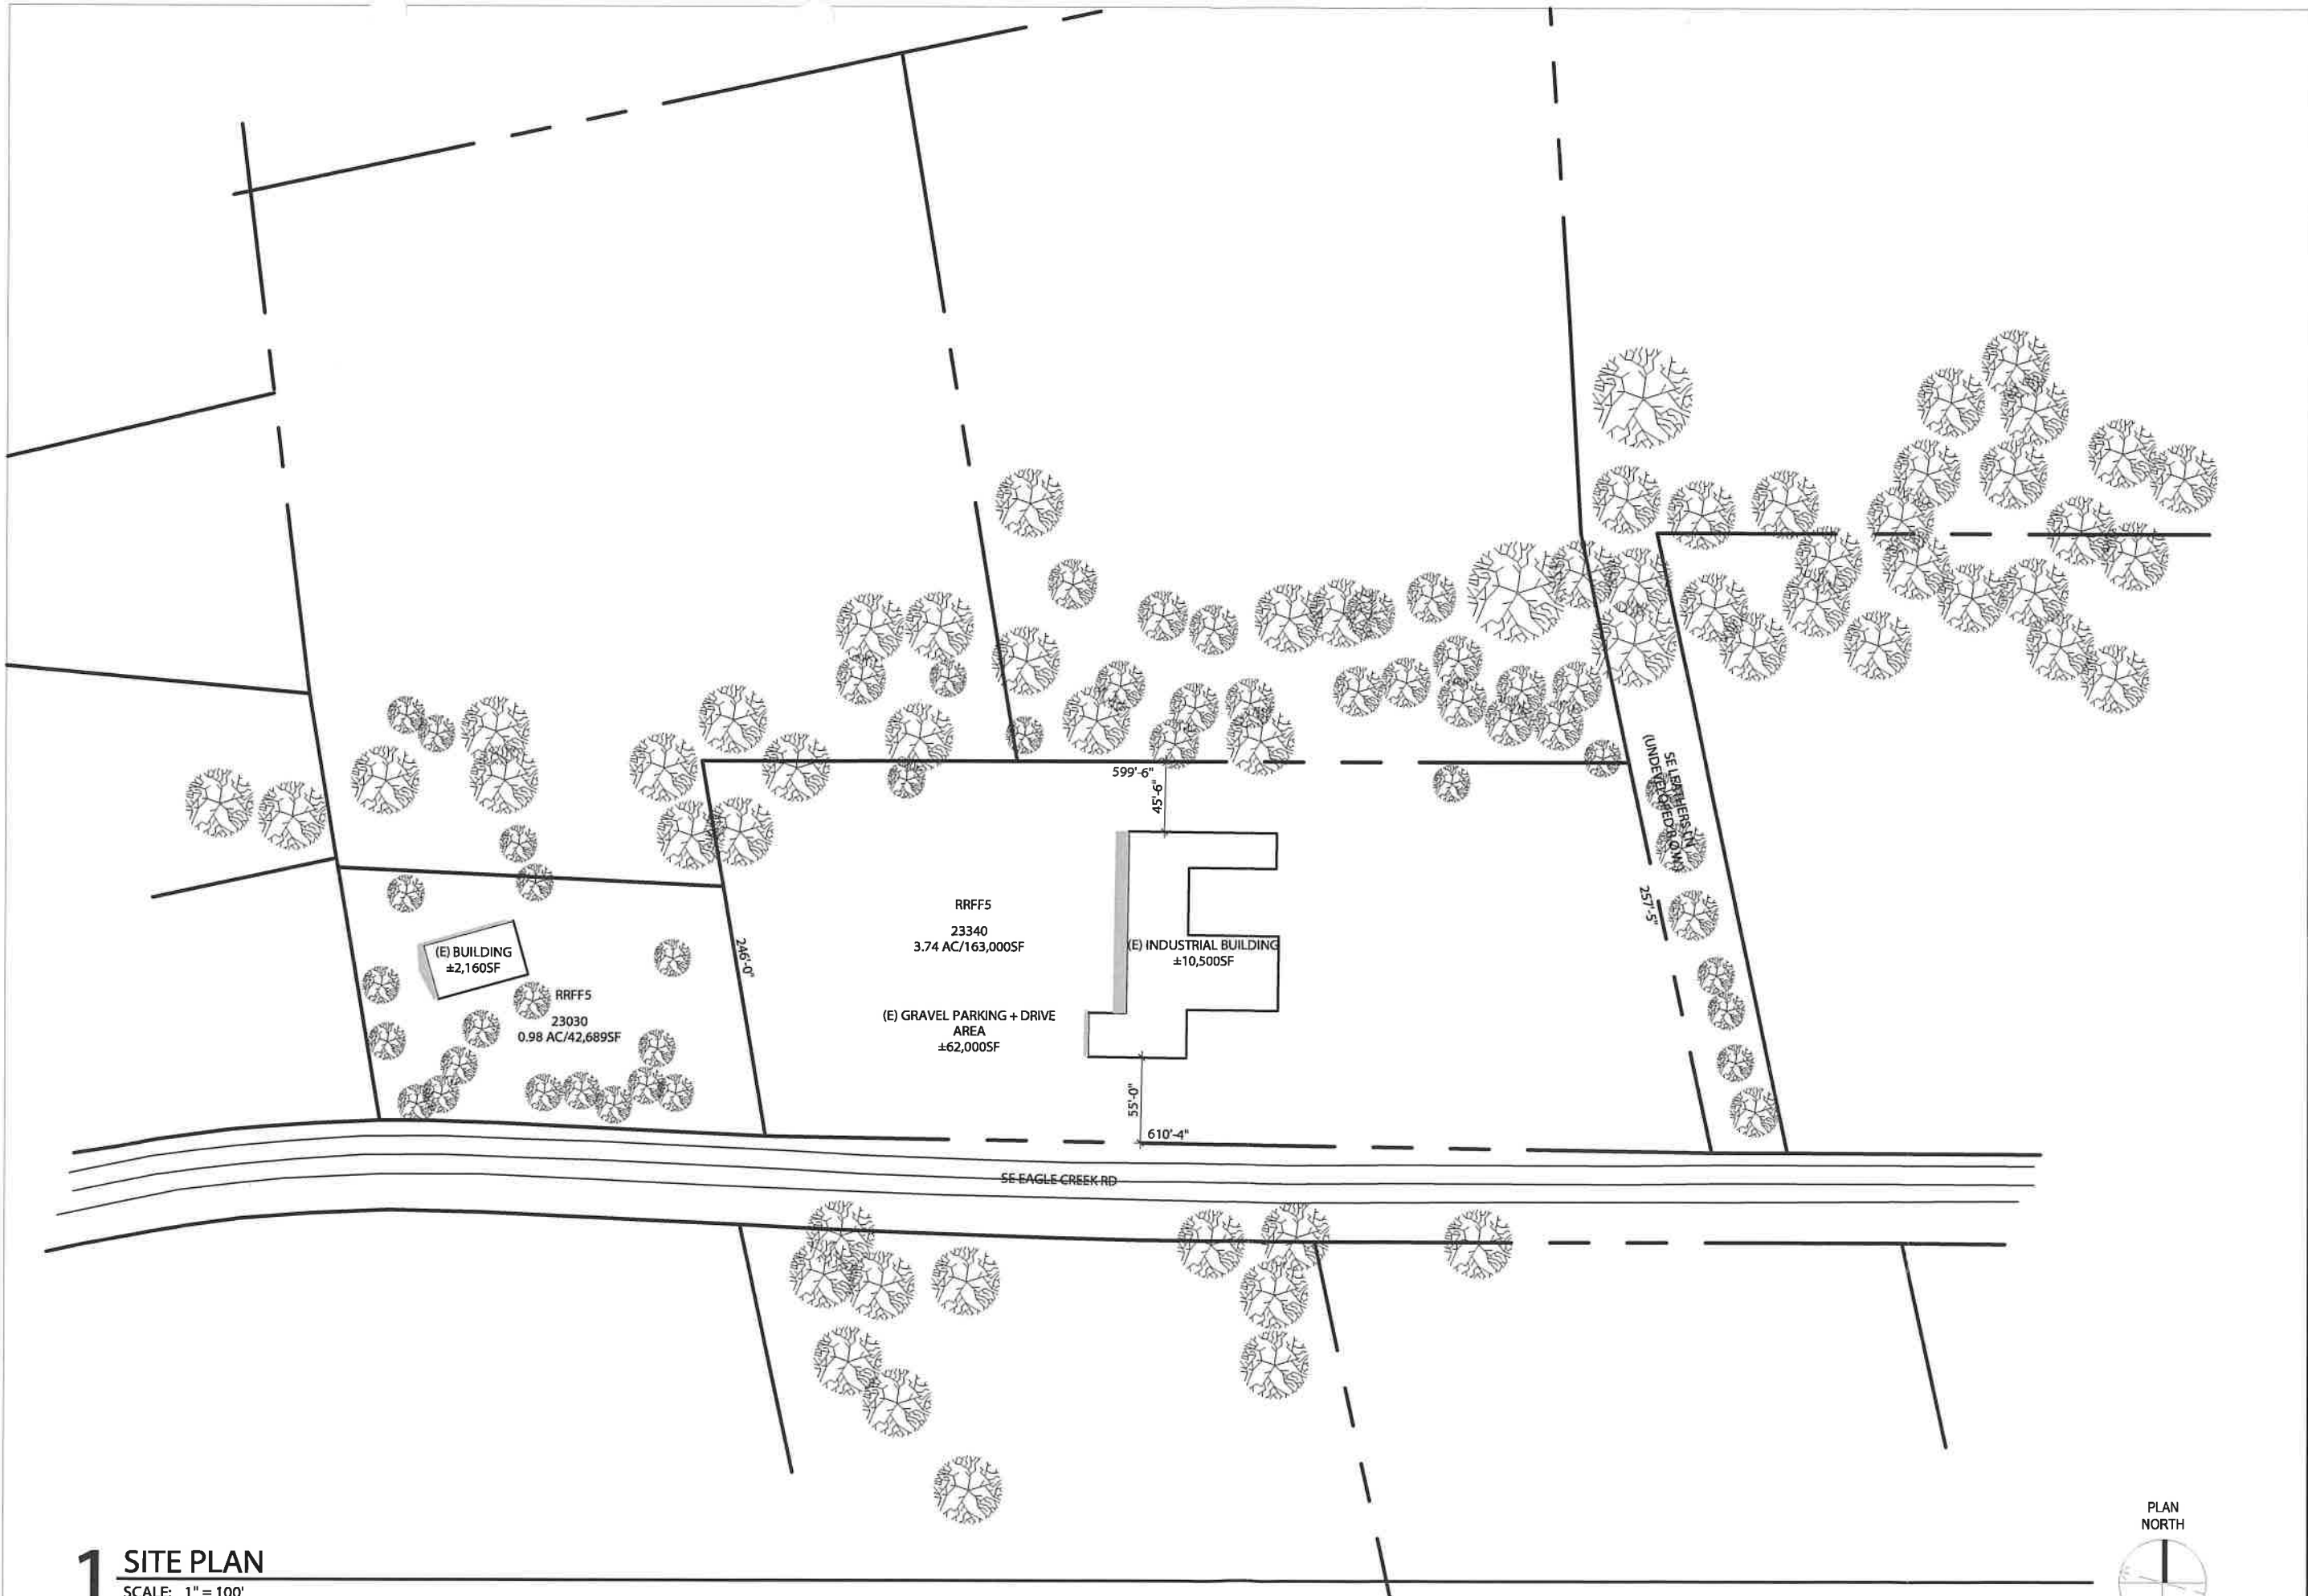 599'-6"
45'-6"
SE LEATHERS LN
(UNDEVELOPED R.O.W)
257'-5"
RRFF5
23340
3.74 AC/163,000SF
(E) INDUSTRIAL BUILDING
±10,500SF
246'-0"
(E) BUILDING
±2,160SF
RRFF5
23030
0.98 AC/42,689SF
(E) GRAVEL PARKING + DRIVE
AREA
±62,000SF
55'-0"
610'-4"
SE EAGLE CREEK RD
PLAN
NORTH
1 SITE PLAN
SCALE: 1" = 100'